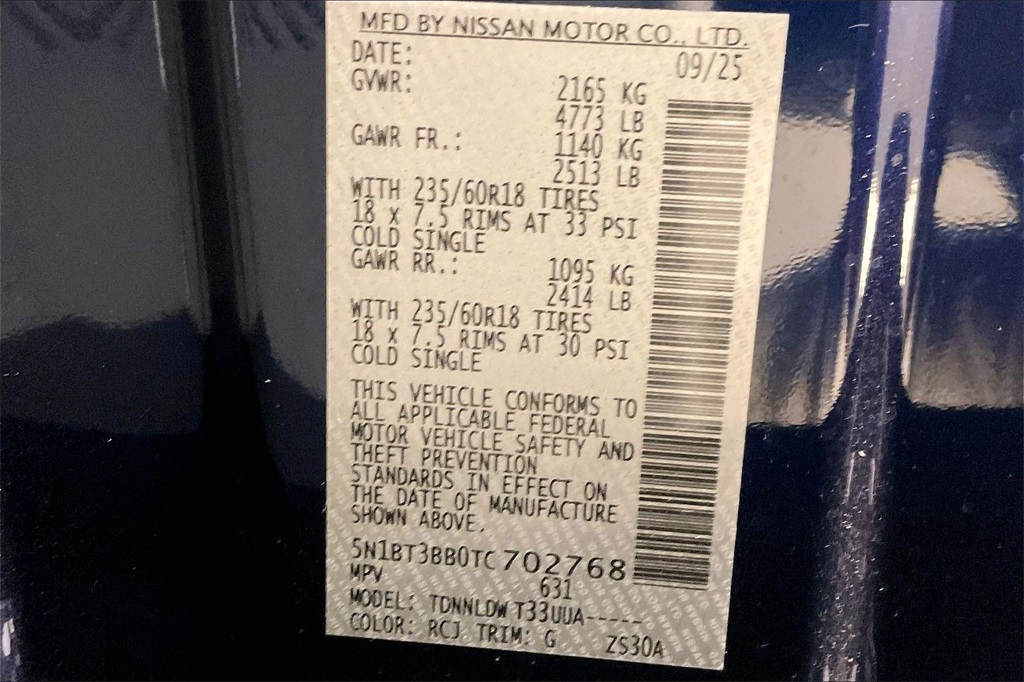 MFD BY NISSAN MOTOR CO., LTD.
DATE: 09/25
GVWR: 2165 KG
4773 LB
GAWR FR.: 1140 KG
2513 LB
WITH 235/60R18 TIRES
18 x 7.5 RIMS AT 33 PSI
COLD SINGLE
GAWR RR.: 1095 KG
2414 LB
WITH 235/60R18 TIRES
18 x 7.5 RIMS AT 30 PSI
COLD SINGLE
THIS VEHICLE CONFORMS TO
ALL APPLICABLE FEDERAL
MOTOR VEHICLE SAFETY AND
THEFT PREVENTION
STANDARDS IN EFFECT ON
THE DATE OF MANUFACTURE
SHOWN ABOVE.
5N1BT3BB0TC702768
MPV 631
MODEL: TDNNLDW T33UUA-----
COLOR: RCJ TRIM: G ZS30A